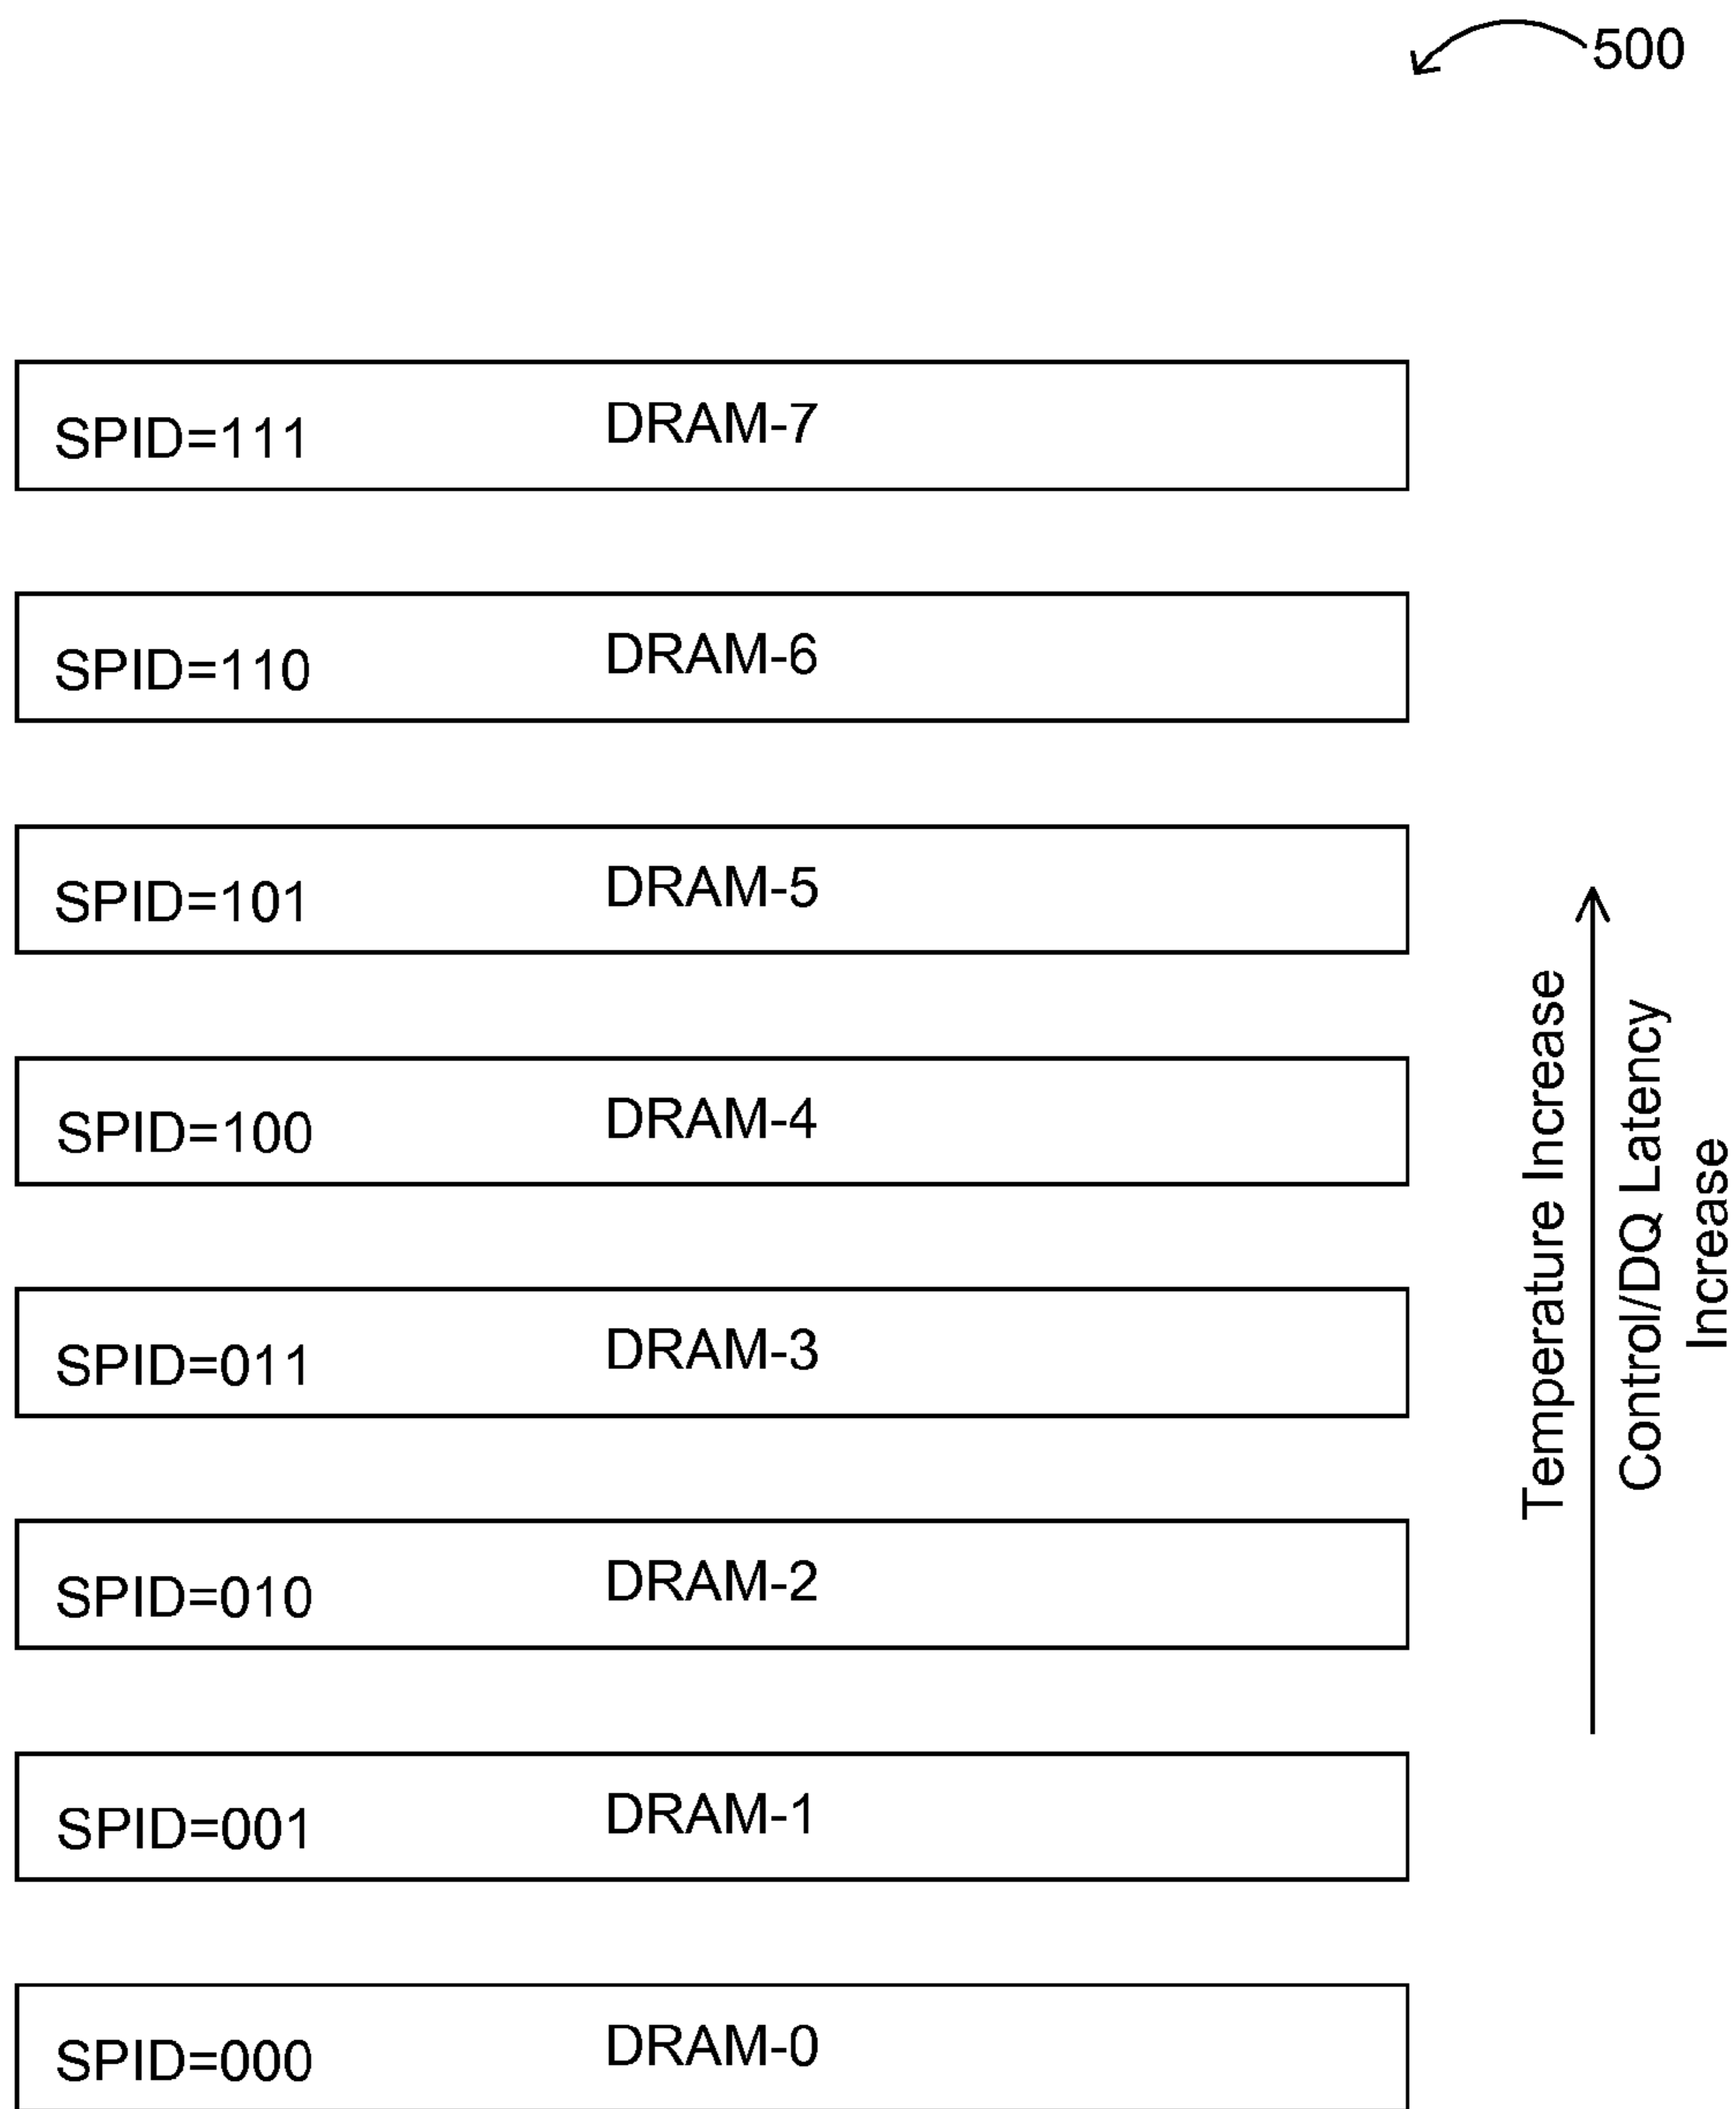 500
SPID=111 DRAM-7
SPID=110 DRAM-6
SPID=101 DRAM-5
SPID=100 DRAM-4
SPID=011 DRAM-3
SPID=010 DRAM-2
SPID=001 DRAM-1
SPID=000 DRAM-0
Temperature Increase
Control/DQ Latency
Increase